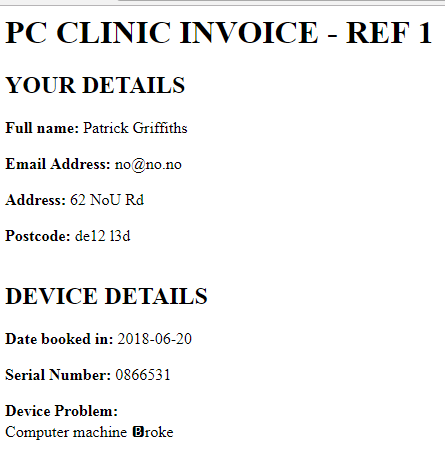 PC CLINIC INVOICE - REF 1
YOUR DETAILS
Full name: Patrick Griffiths
Email Address: no@no.no
Address: 62 NoU Rd
Postcode: de12 l3d
DEVICE DETAILS
Date booked in: 2018-06-20
Serial Number: 0866531
Device Problem:
Computer machine 🅱roke